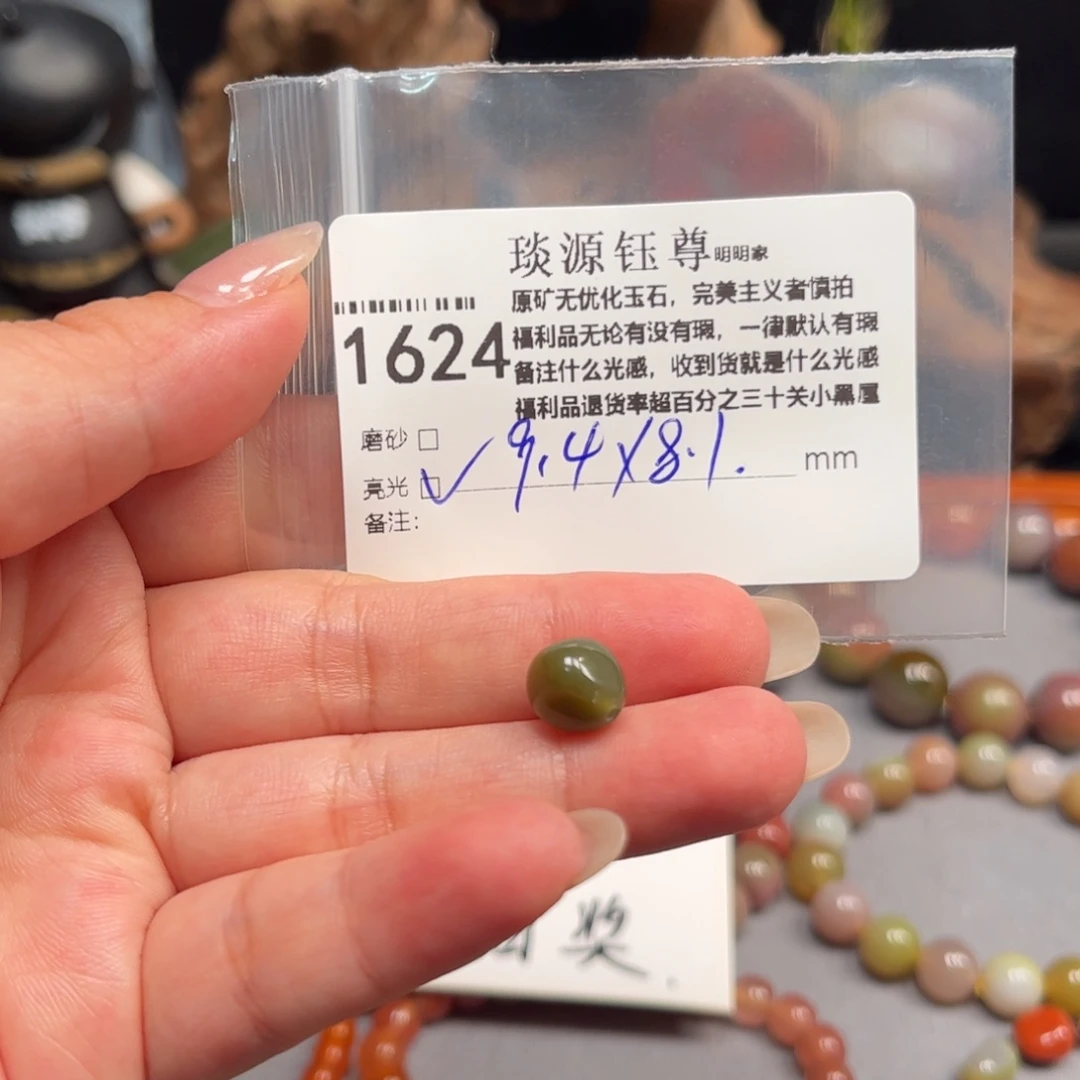 琰源钰尊明明家
原矿无优化玉石，完美主义者慎拍
1624
福利品无论有没有瑕，一律默认有瑕
备注什么光感，收到货就是什么光感
福利品退货率超百分之三十关小黑屋
磨砂 □
亮光 ☑ 9.4X8.1. mm
备注：
奖